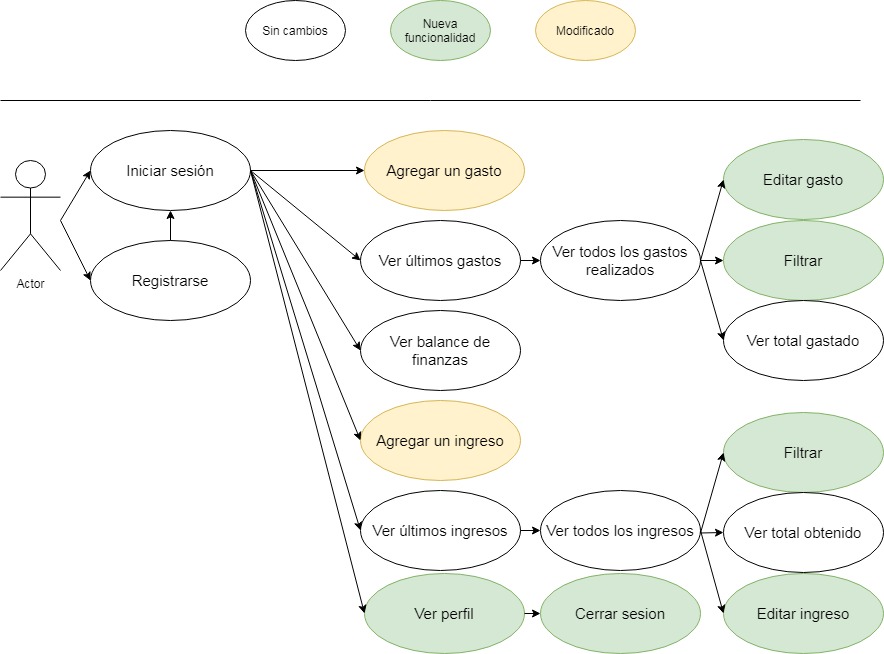 Sin cambios
Nueva
funcionalidad
Modificado
Iniciar sesión
Agregar un gasto
Editar gasto
Ver últimos gastos
Ver todos los gastos
realizados
Filtrar
Actor
Registrarse
Ver balance de
finanzas
Ver total gastado
Agregar un ingreso
Filtrar
Ver últimos ingresos
Ver todos los ingresos
Ver total obtenido
Ver perfil
Cerrar sesion
Editar ingreso